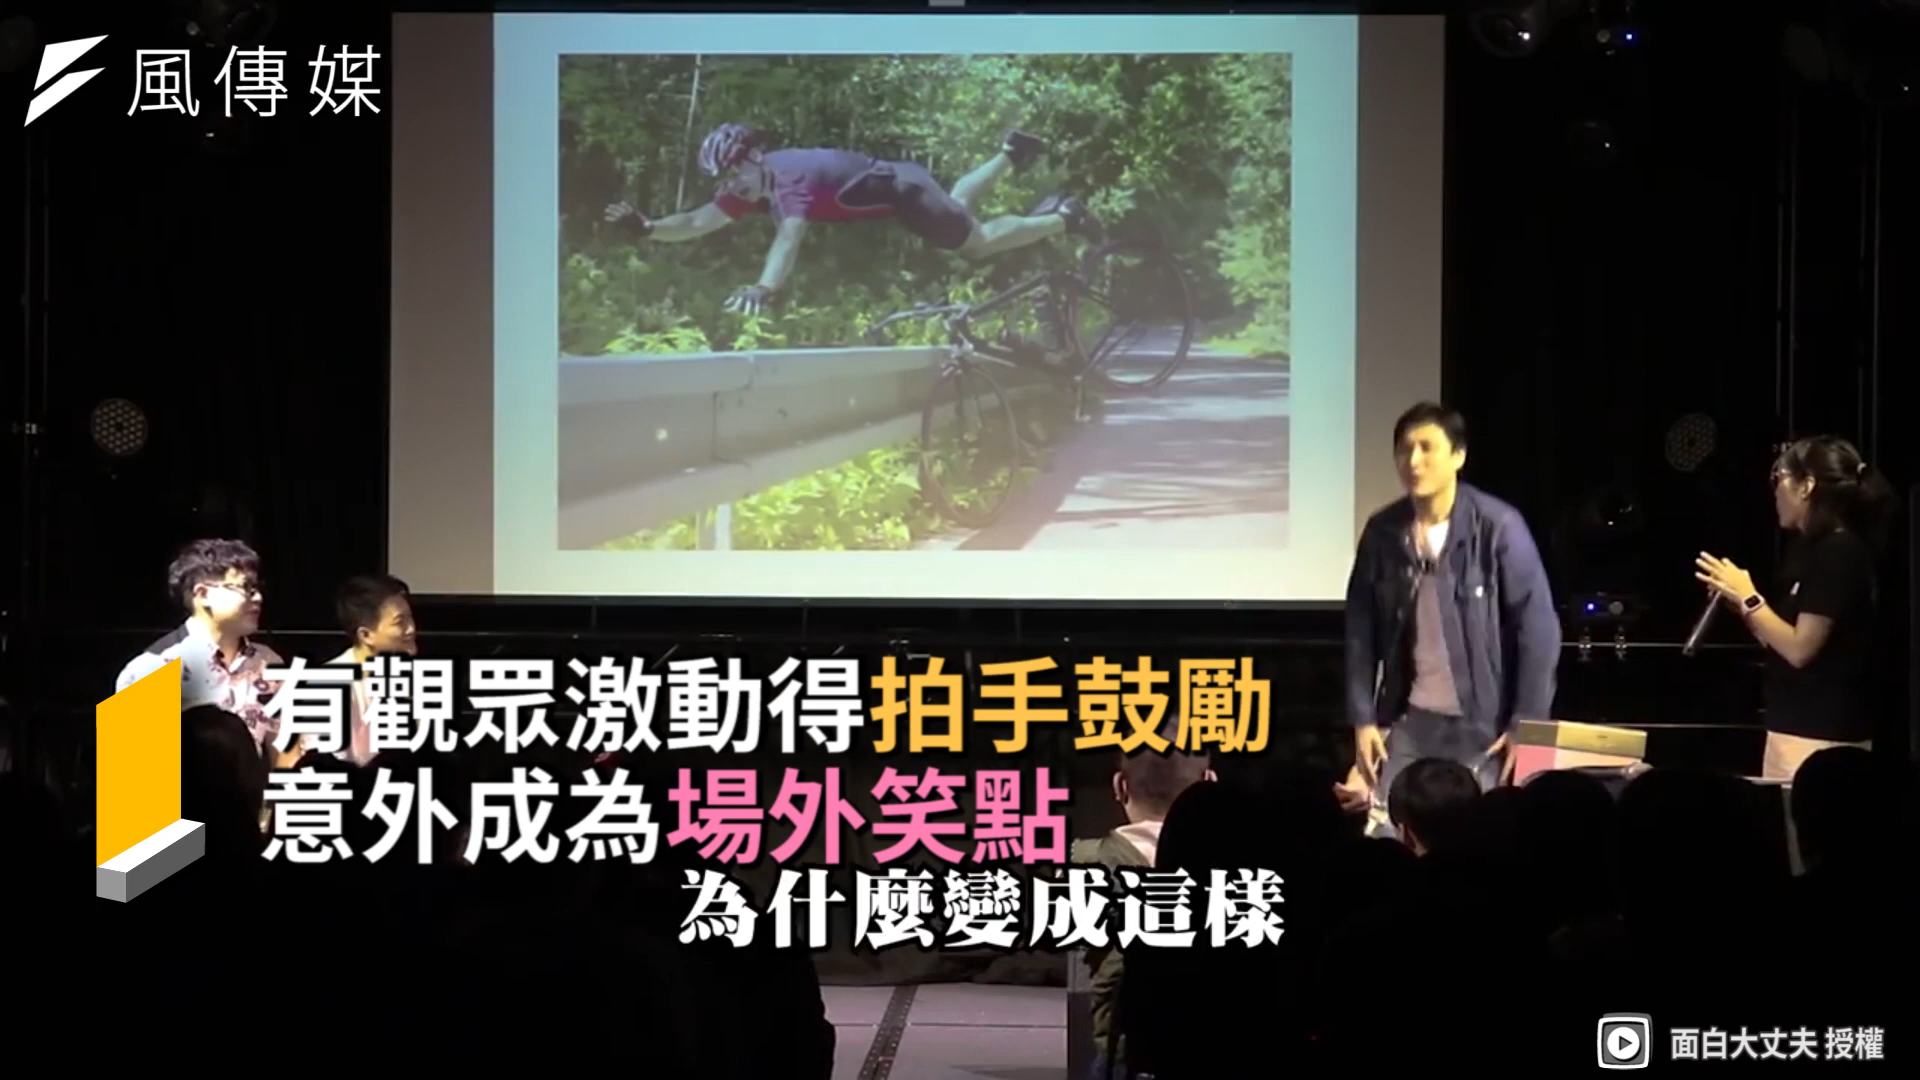 風傳媒
有觀眾激動得拍手鼓勵
意外成為場外笑點
為什麼變成這樣
面白大丈夫 授權